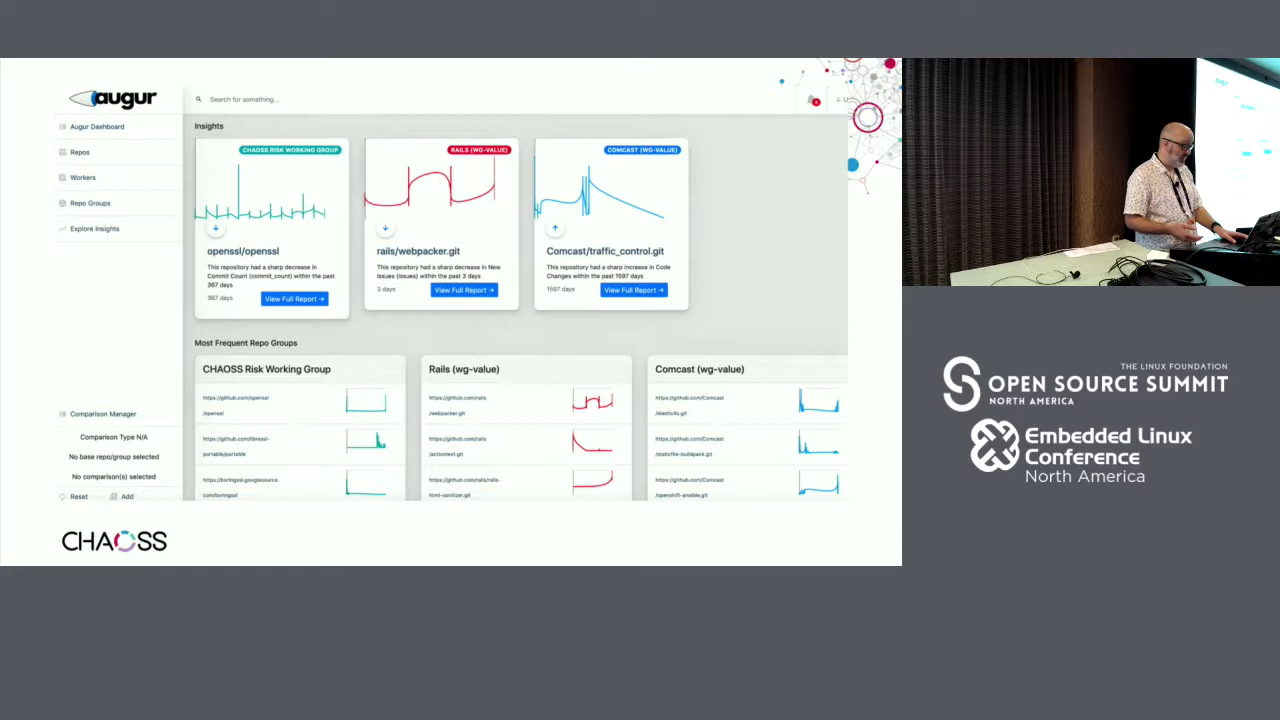 augur
Search for something...
U
Augur Dashboard
Repos
Workers
Repo Groups
Explore Insights
Insights
CHAOSS RISK WORKING GROUP
openssl/openssl
This repository had a sharp decrease in
Commit Count (commit_count) within the past
367 days
367 days
View Full Report →
RAILS (WG-VALUE)
rails/webpacker.git
This repository had a sharp decrease in New
Issues (issues) within the past 3 days
3 days
View Full Report →
COMCAST (WG-VALUE)
Comcast/traffic_control.git
This repository had a sharp increase in Code
Changes within the past 1597 days
1597 days
View Full Report →
Most Frequent Repo Groups
CHAOSS Risk Working Group
https://github.com/openssl
/openssl
https://github.com/libressl-
portable/portable
https://boringssl.googlesource.
com/boringssl
Rails (wg-value)
https://github.com/rails
/webpacker.git
https://github.com/rails
/actiontext.git
https://github.com/rails/rails-
html-sanitizer.git
Comcast (wg-value)
https://github.com/Comcast
/elastic4s.git
https://github.com/Comcast
/staticfile-buildpack.git
https://github.com/Comcast
/openshift-ansible.git
Comparison Manager
Comparison Type N/A
No base repo/group selected
No comparison(s) selected
Reset
Add
CHAOSS
THE LINUX FOUNDATION
OPEN SOURCE SUMMIT
NORTH AMERICA
Embedded Linux
Conference
North America